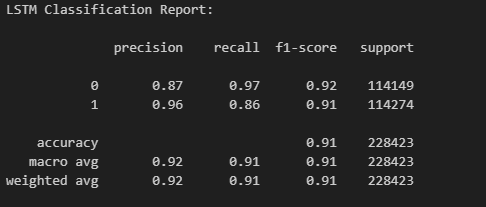 LSTM Classification Report:
precision recall f1-score support
0 0.87 0.97 0.92 114149
1 0.96 0.86 0.91 114274
accuracy 0.91 228423
macro avg 0.92 0.91 0.91 228423
weighted avg 0.92 0.91 0.91 228423